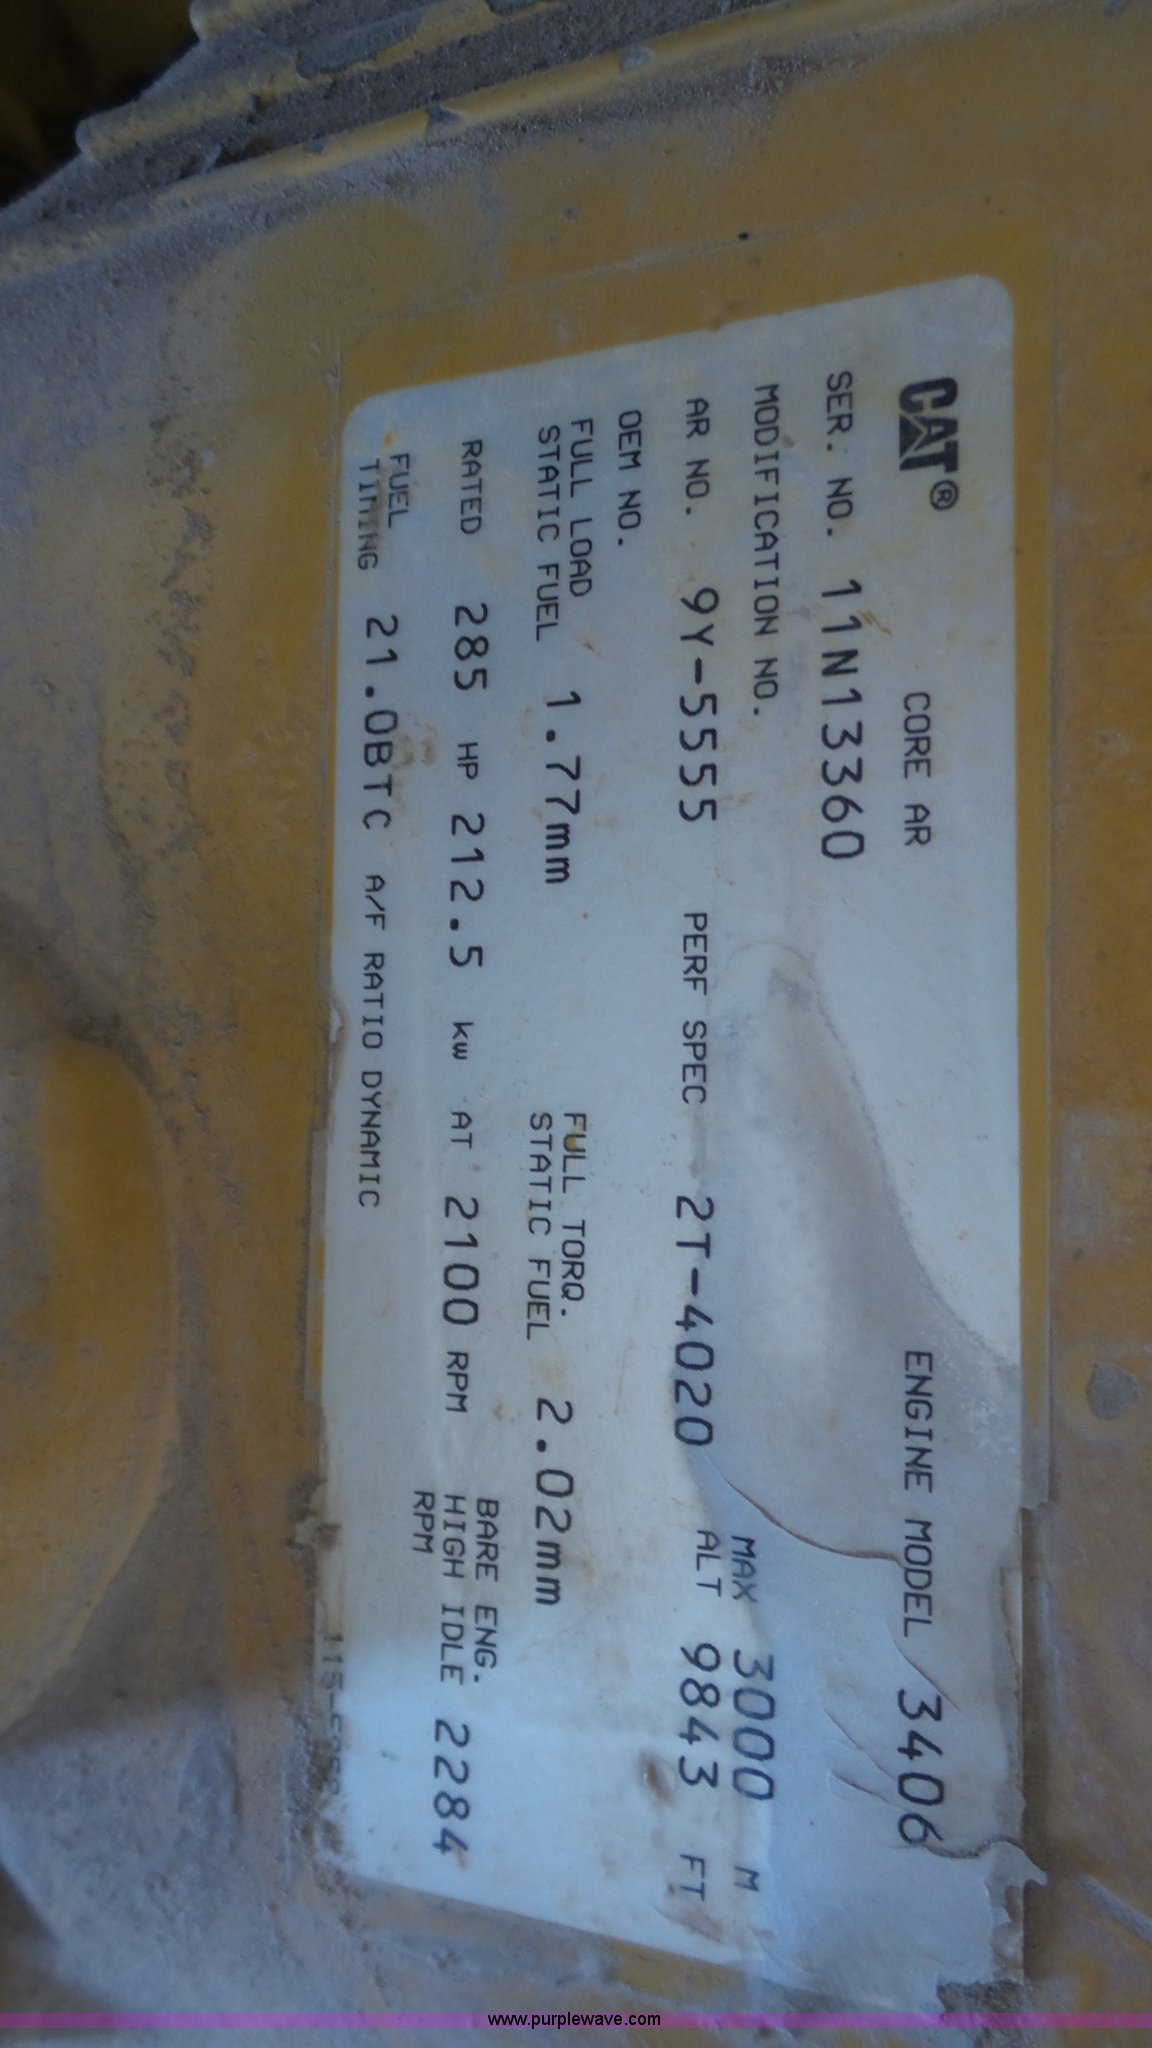 CAT® CORE AR ENGINE MODEL 3406
SER. NO. 11N13360
MODIFICATION NO. MAX 3000 M
AR NO. 9Y-5555 PERF SPEC 2T-4020 ALT 9843 FT
OEM NO.
FULL LOAD FULL TORQ.
STATIC FUEL 1.77mm STATIC FUEL 2.02mm
BARE ENG.
RATED 285 HP 212.5 kw AT 2100 RPM HIGH IDLE 2284
RPM
FUEL
TIMING 21.0BTC A/F RATIO DYNAMIC
www.purplewave.com